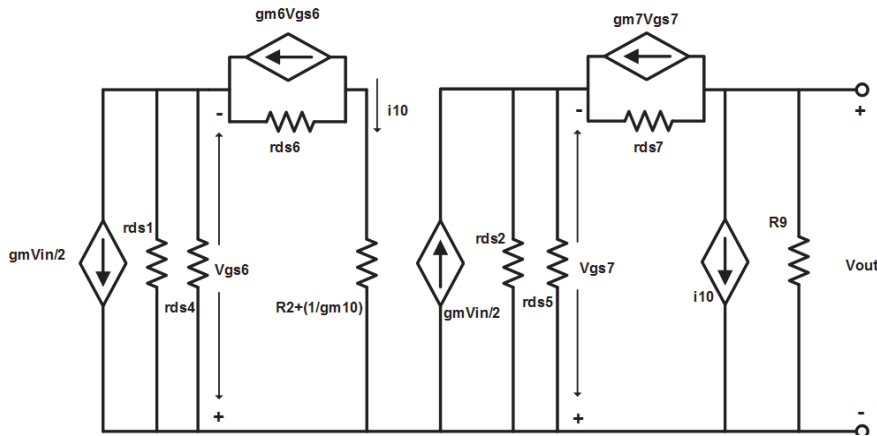 gm6Vgs6
gm7Vgs7
-
i10
-
+
rds6
rds7
rds1
rds2
R9
gmVin/2
Vgs6
Vgs7
Vout
rds4
R2+(1/gm10)
gmVin/2
rds5
i10
+
+
-